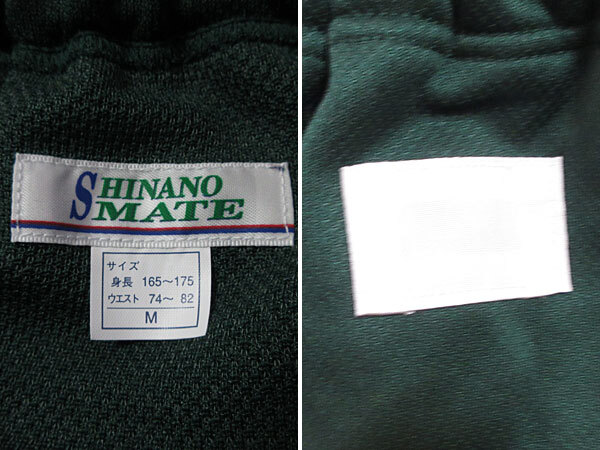 SHINANO
MATE
サイズ
身長 165～175
ウエスト 74～ 82
M